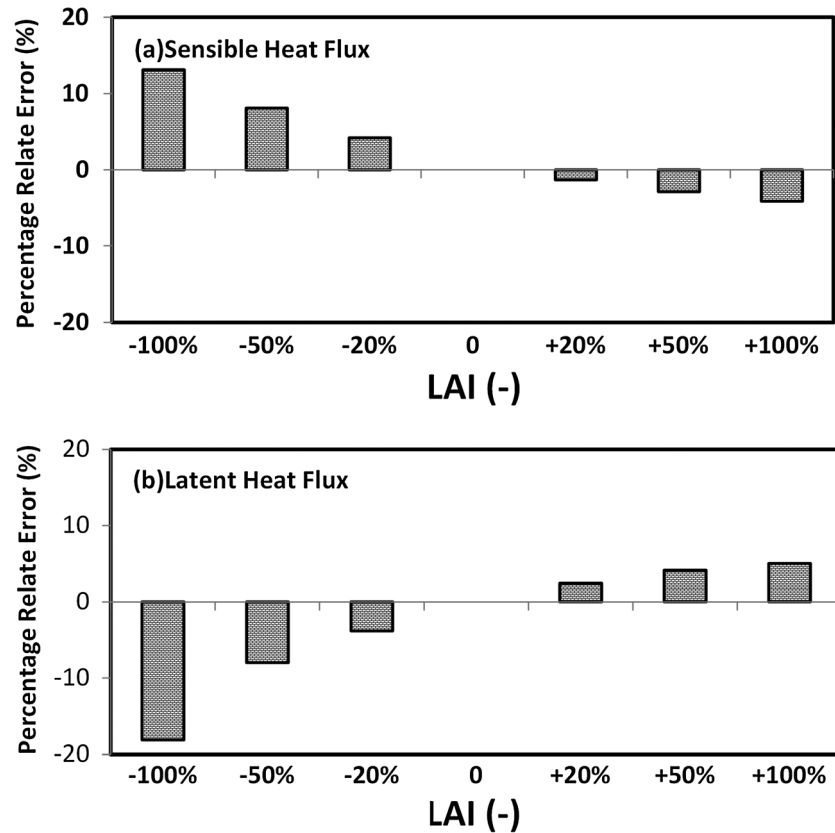 20
(a)Sensible Heat Flux
10
0
-10
-20
Percentage Relate Error (%)
-100% -50% -20% 0 +20% +50% +100%
LAI (-)
20
(b)Latent Heat Flux
10
0
-10
-20
Percentage Relate Error (%)
-100% -50% -20% 0 +20% +50% +100%
LAI (-)